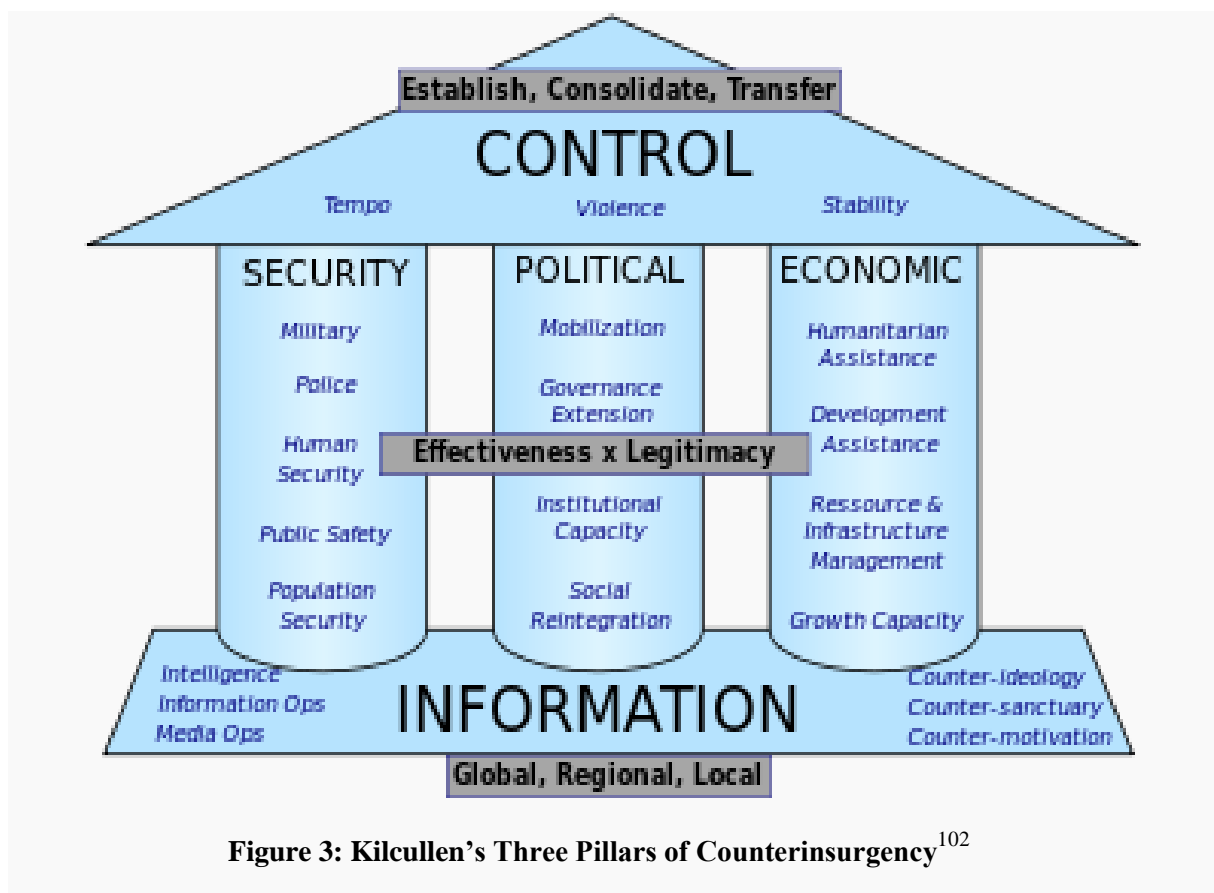 Establish, Consolidate, Transfer
CONTROL
Tempo
Violence
Stability
SECURITY
Military
Police
Human
Security
Public Safety
Population
Security
POLITICAL
Mobilization
Governance
Extension
Effectiveness x Legitimacy
Institutional
Capacity
Social
Reintegration
ECONOMIC
Humanitarian
Assistance
Development
Assistance
Ressource &
Infrastructure
Management
Growth Capacity
Intelligence
Information Ops
Media Ops
INFORMATION
Counter-ideology
Counter-sanctuary
Counter-motivation
Global, Regional, Local
Figure 3: Kilcullen’s Three Pillars of Counterinsurgency102